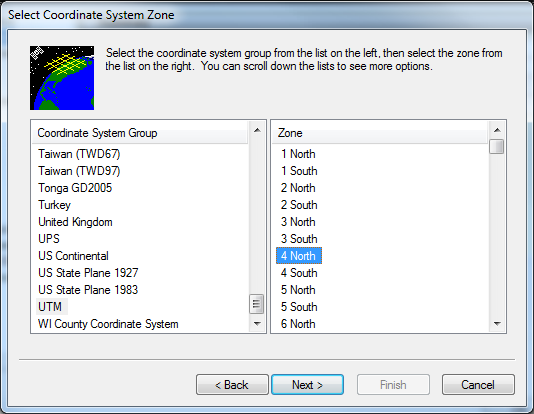 Select Coordinate System Zone
Select the coordinate system group from the list on the left, then select the zone from
the list on the right. You can scroll down the lists to see more options.
Coordinate System Group
Taiwan (TWD67)
Taiwan (TWD97)
Tonga GD2005
Turkey
United Kingdom
UPS
US Continental
US State Plane 1927
US State Plane 1983
UTM
WI County Coordinate System
Zone
1 North
1 South
2 North
2 South
3 North
3 South
4 North
4 South
5 North
5 South
6 North
< Back
Next >
Finish
Cancel